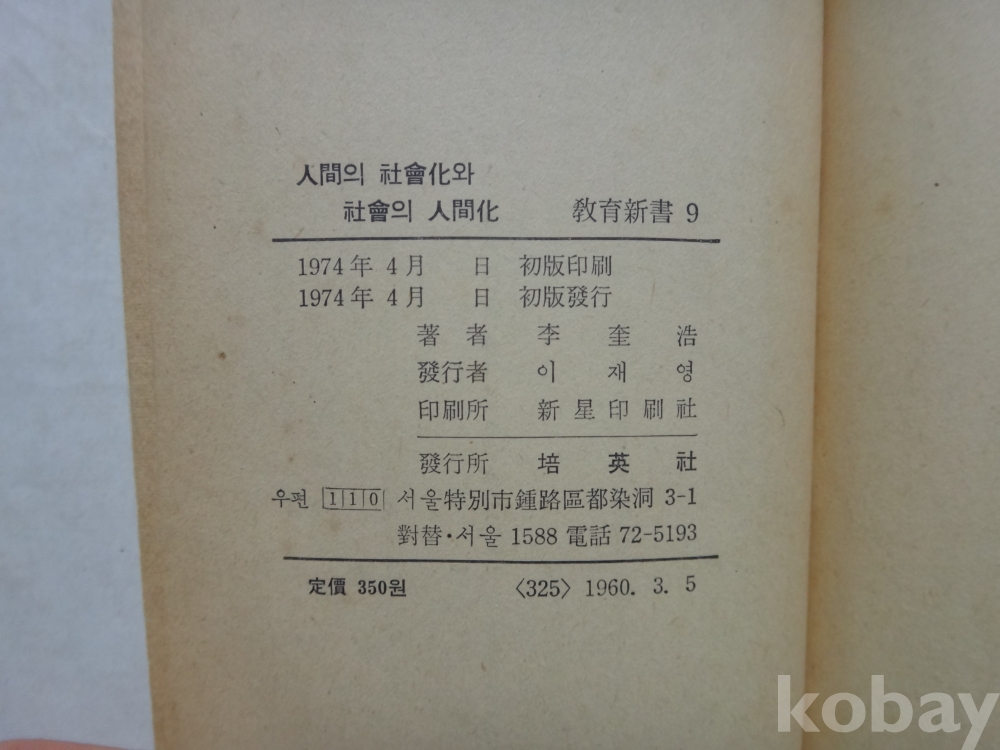 人間의 社會化와
社會의 人間化 敎育新書 9
1974年 4月 日 初版印刷
1974年 4月 日 初版發行
著者 李奎浩
發行者 이재영
印刷所 新星印刷社
發行所 培英社
우편 110 서울特別市鍾路區都染洞 3-1
對替·서울 1588 電話 72-5193
定價 350원 〈325〉 1960. 3. 5
kobay